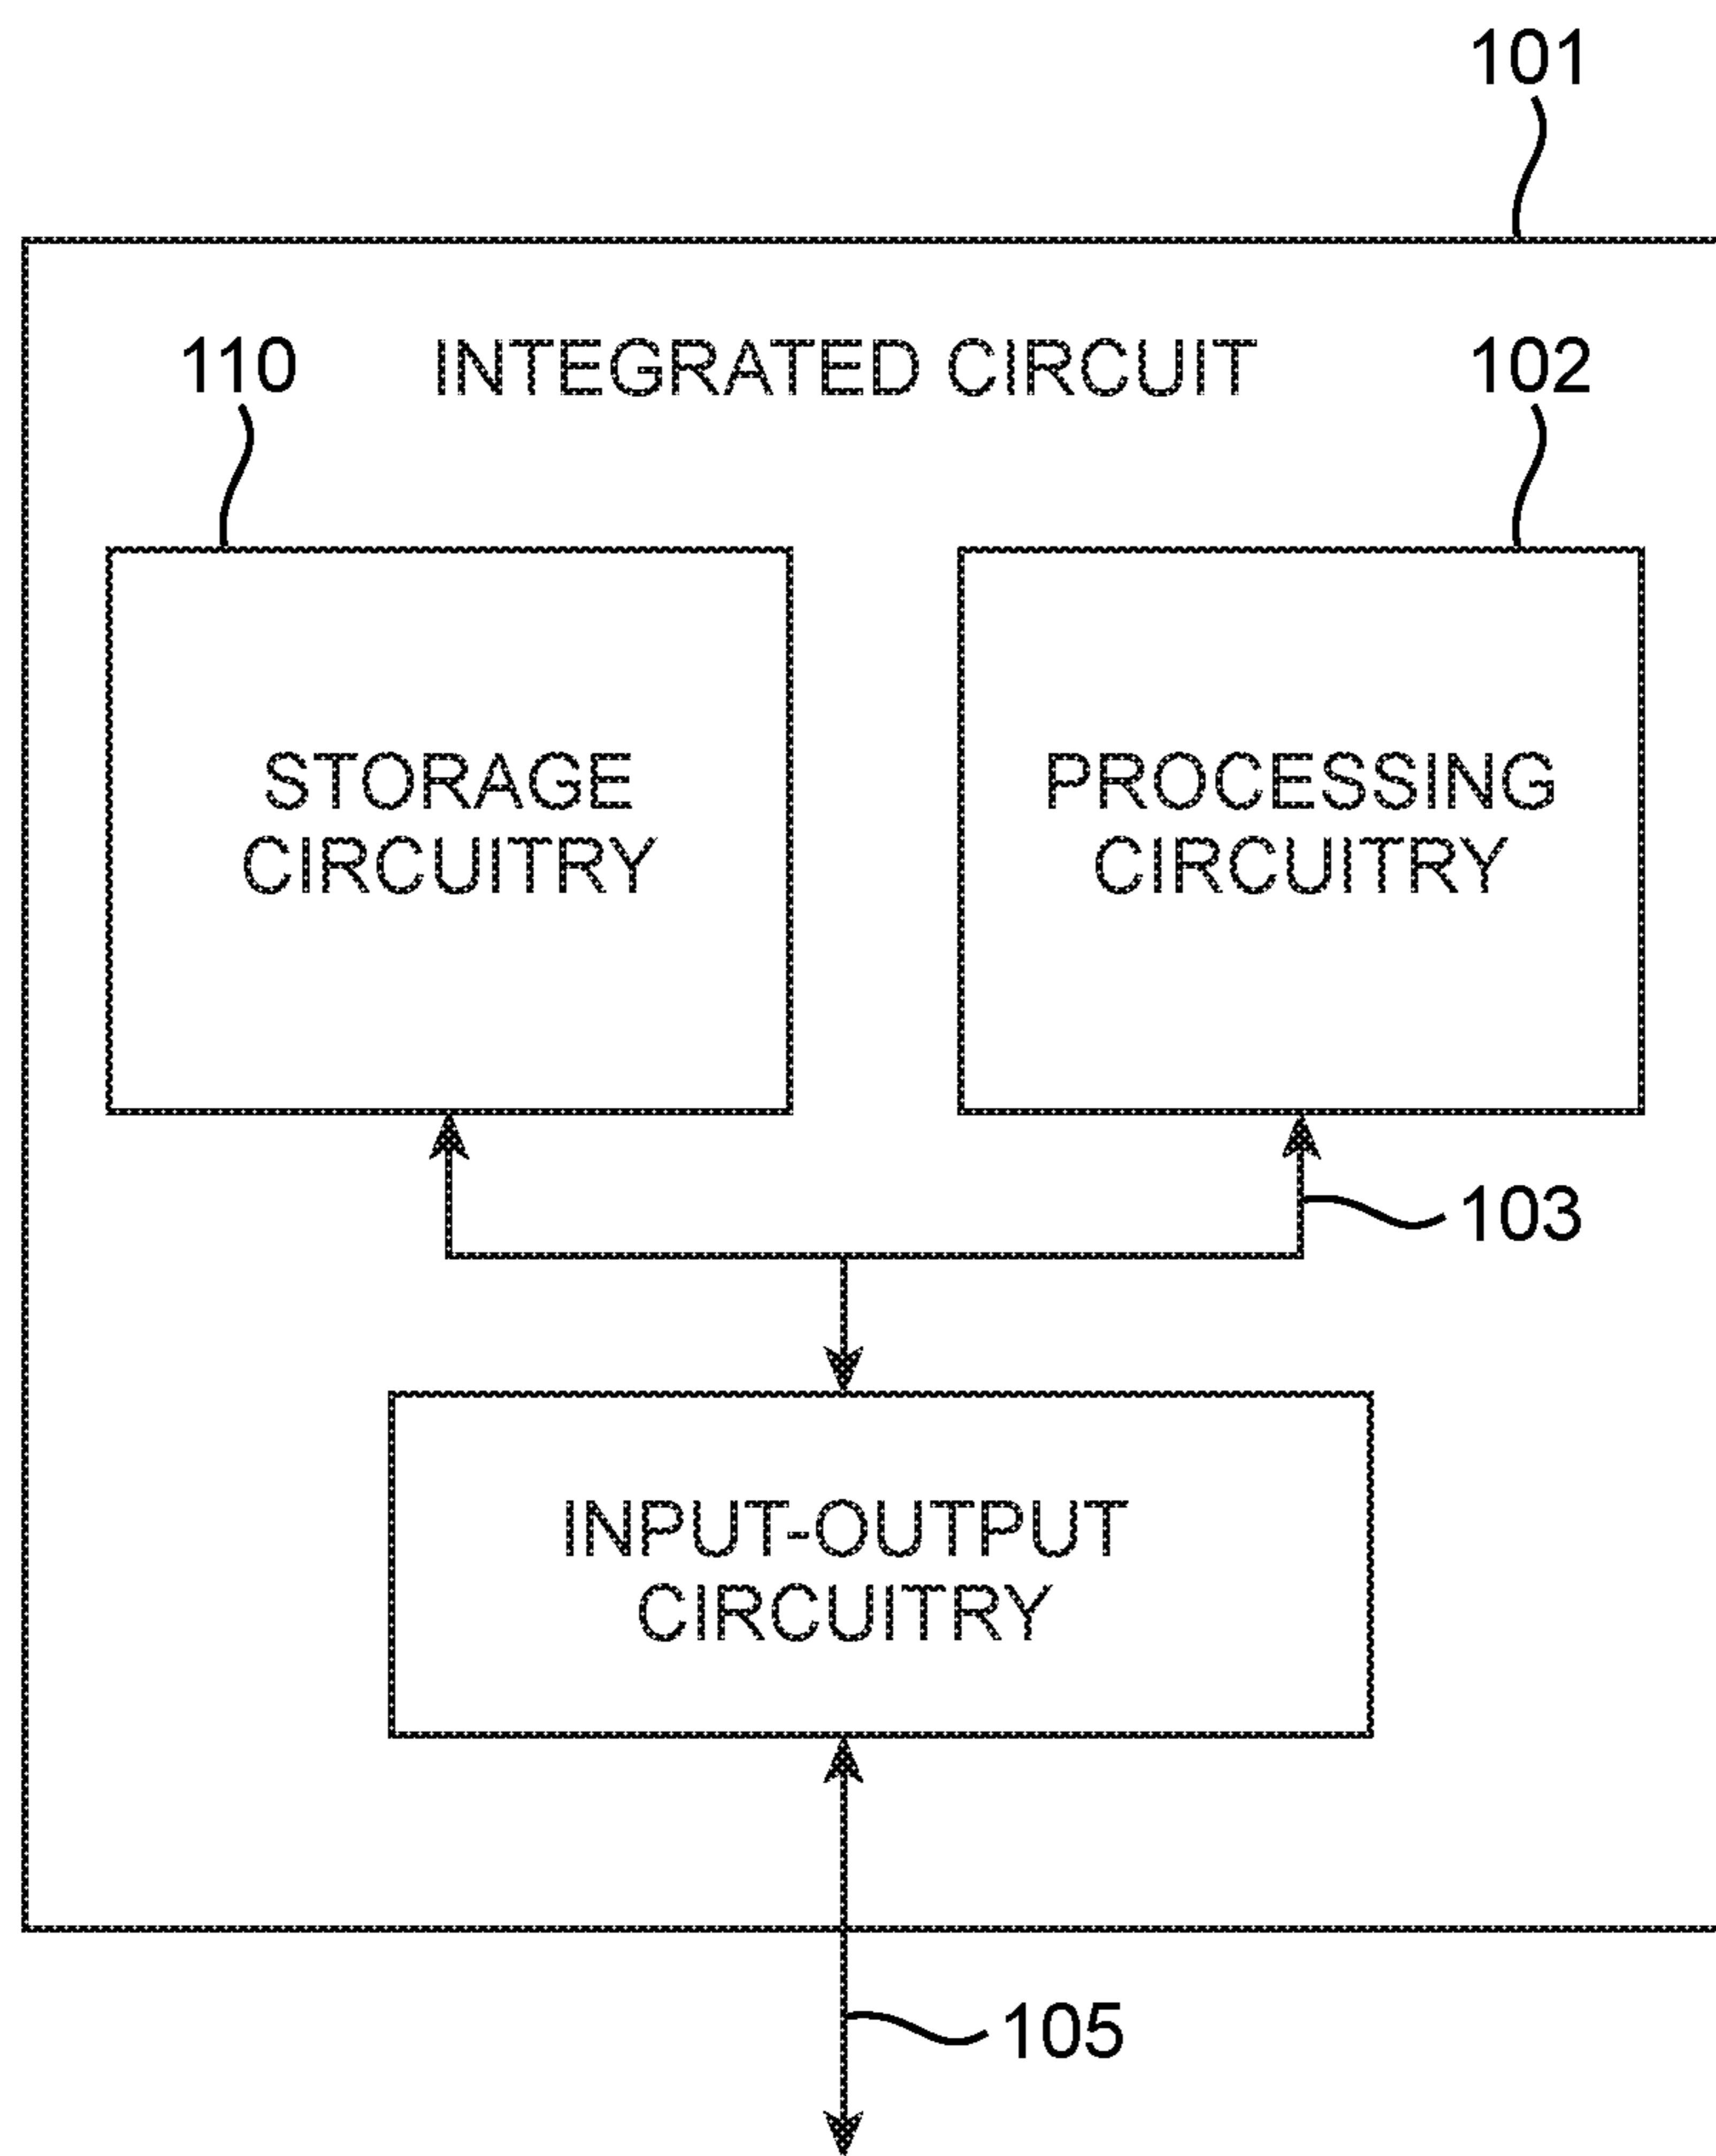 101
110
INTEGRATED CIRCUIT
102
STORAGE
CIRCUITRY
PROCESSING
CIRCUITRY
103
INPUT-OUTPUT
CIRCUITRY
105